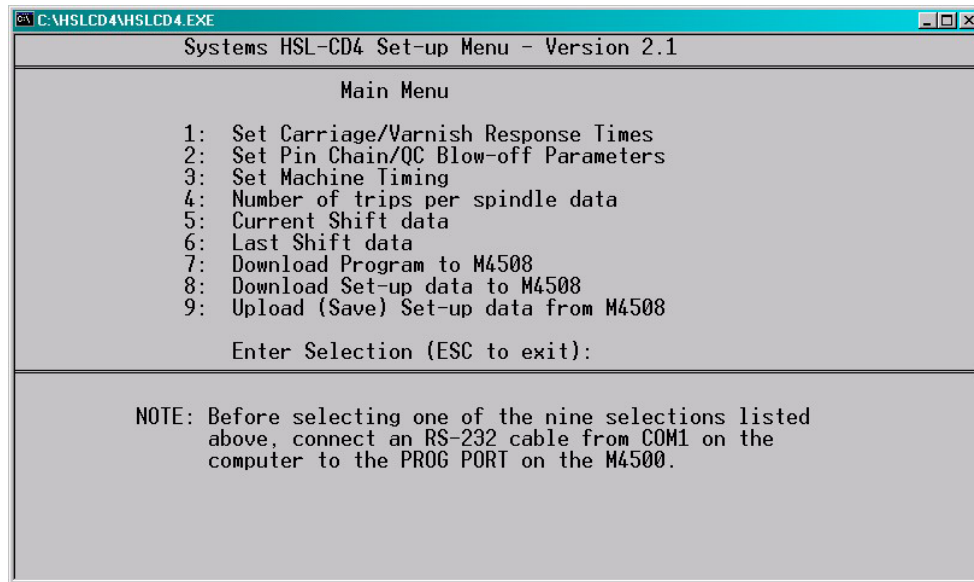 C:\HSLCD4\HSLCD4.EXE
Systems HSL-CD4 Set-up Menu - Version 2.1
Main Menu
1: Set Carriage/Varnish Response Times
2: Set Pin Chain/QC Blow-off Parameters
3: Set Machine Timing
4: Number of trips per spindle data
5: Current Shift data
6: Last Shift data
7: Download Program to M4508
8: Download Set-up data to M4508
9: Upload (Save) Set-up data from M4508
Enter Selection (ESC to exit):
NOTE: Before selecting one of the nine selections listed
above, connect an RS-232 cable from COM1 on the
computer to the PROG PORT on the M4500.